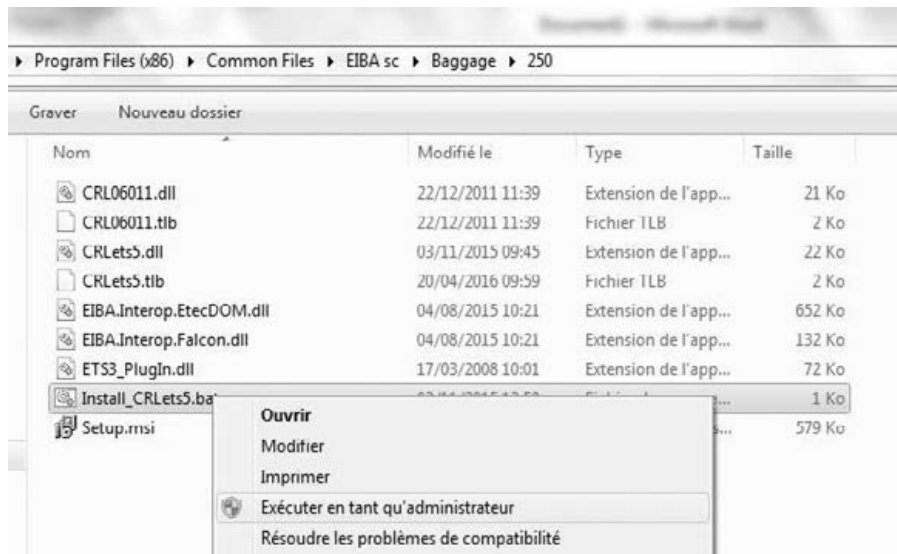 Program Files (x86) ▸ Common Files ▸ EIBA sc ▸ Baggage ▸ 250
Graver Nouveau dossier
Nom Modifié le Type Taille
CRL06011.dll 22/12/2011 11:39 Extension de l'app... 21 Ko
CRL06011.tlb 22/12/2011 11:39 Fichier TLB 2 Ko
CRLets5.dll 03/11/2015 09:45 Extension de l'app... 22 Ko
CRLets5.tlb 20/04/2016 09:59 Fichier TLB 2 Ko
EIBA.Interop.EtecDOM.dll 04/08/2015 10:21 Extension de l'app... 652 Ko
EIBA.Interop.Falcon.dll 04/08/2015 10:21 Extension de l'app... 132 Ko
ETS3_PlugIn.dll 17/03/2008 10:01 Extension de l'app... 72 Ko
Install_CRLets5.bat 1 Ko
Setup.msi 579 Ko
Ouvrir
Modifier
Imprimer
Exécuter en tant qu'administrateur
Résoudre les problèmes de compatibilité